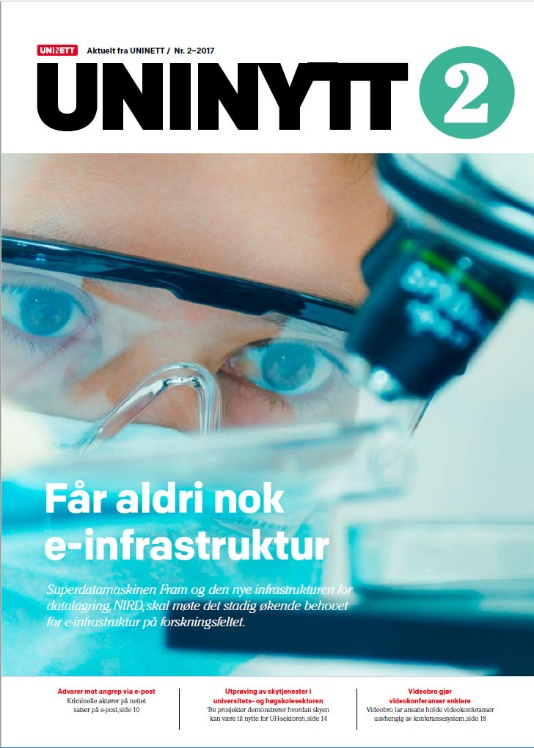 UNINETT Aktuelt fra UNINETT / Nr. 2–2017
UNINYTT 2
Får aldri nok
e-infrastruktur
Superdatamaskinen Fram og den nye infrastrukturen for
datalagring, NIRD, skal møte det stadig økende behovet
for e-infrastruktur på forskningsfeltet.
Advarer mot angrep via e-post
Kriminelle aktører på nettet
satser på e-post, side 10
Utprøving av skytjenester i
universitets- og høgskolesektoren
Tre prosjekter demonstrerer hvordan skyen
kan være til nytte for UH-sektoren, side 14
Videobro gjør
videokonferanser enklere
Videobro lar ansatte holde videokonferanser
uavhengig av konferansesystem, side 18